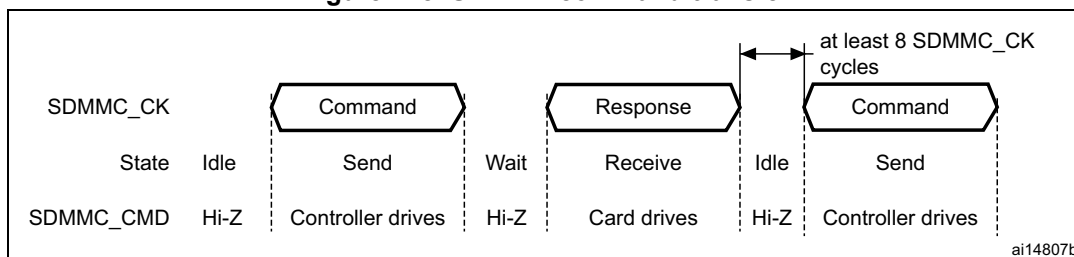 at least 8 SDMMC_CK
cycles
SDMMC_CK Command Response Command
State Idle Send Wait Receive Idle Send
SDMMC_CMD Hi-Z Controller drives Hi-Z Card drives Hi-Z Controller drives
ai14807b